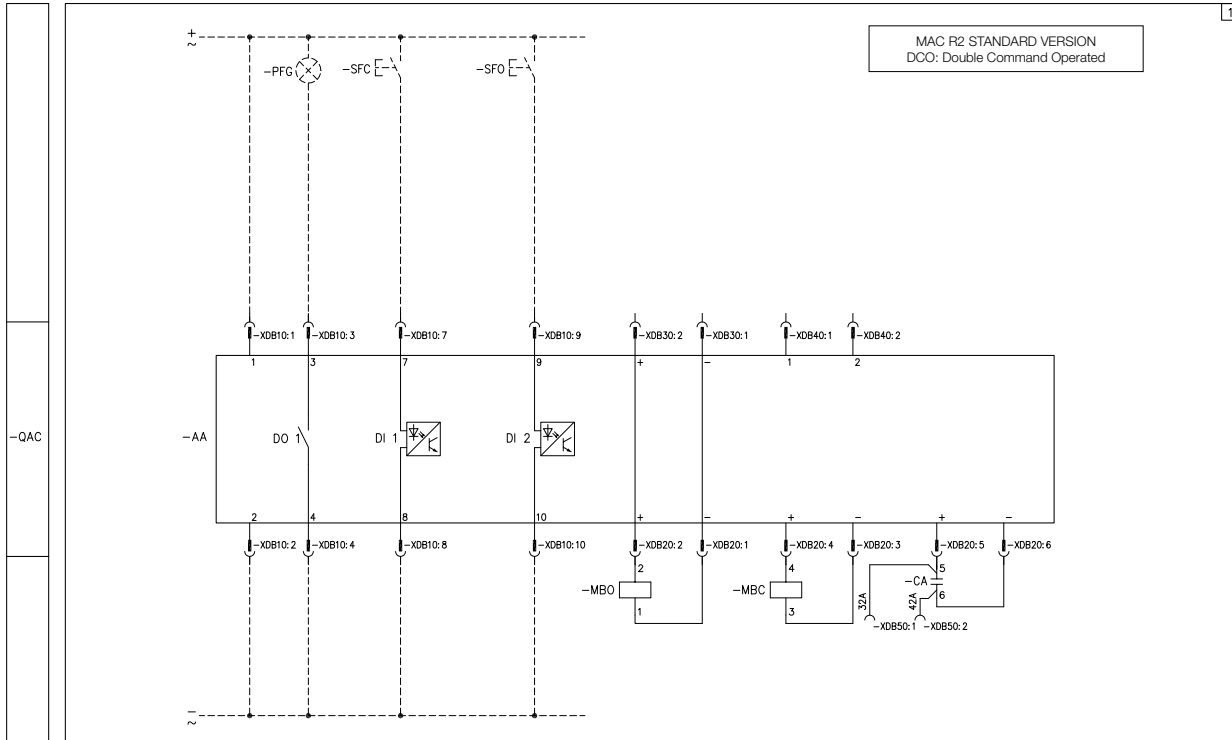 1
MAC R2 STANDARD VERSION
DCO: Double Command Operated
+
~
-PFG
-SFC
-SFO
-XDB10:1
-XDB10:3
-XDB10:7
-XDB10:9
-XDB30:2
-XDB30:1
-XDB40:1
-XDB40:2
1
3
7
9
+
-
1
2
-QAC
-AA
DO 1
DI 1
DI 2
2
4
8
10
+
-
+
-
+
-
-XDB10:2
-XDB10:4
-XDB10:8
-XDB10:10
-XDB20:2
-XDB20:1
-XDB20:4
-XDB20:3
-XDB20:5
-XDB20:6
2
4
5
-MBO
-MBC
-CA
1
3
6
32A
42A
-XDB50:1
-XDB50:2
-
~